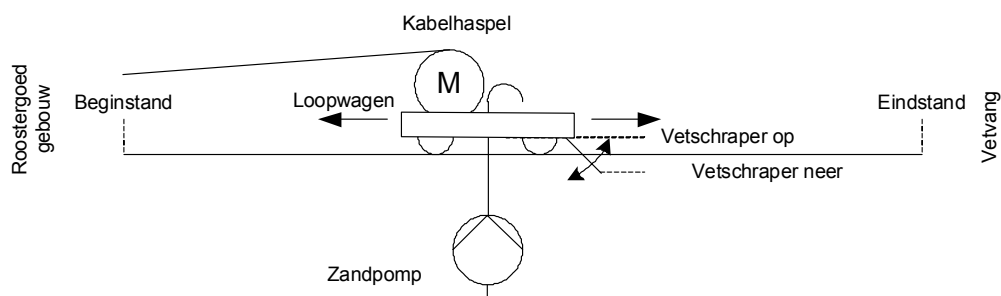 Kabelhaspel
Roostergoed
gebouw
Beginstand
Loopwagen
M
Eindstand
Vetvang
Vetschraper op
Vetschraper neer
Zandpomp